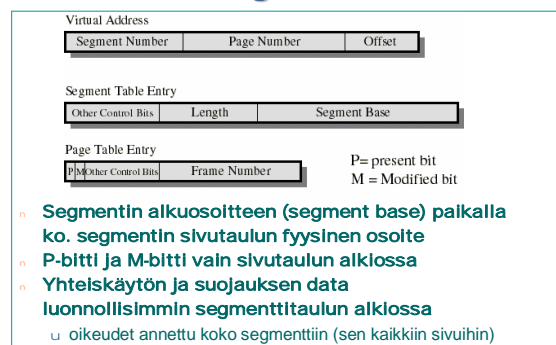 Virtual Address
Segment Number Page Number Offset
Segment Table Entry
Other Control Bits Length Segment Base
Page Table Entry
P M Other Control Bits Frame Number
P= present bit
M = Modified bit
Segmentin alkuosoitteen (segment base) paikalla
ko. segmentin sivutaulun fyysinen osoite
P-bitti ja M-bitti vain sivutaulun alkiossa
Yhteiskäytön ja suojauksen data
luonnollisimmin segmenttitaulun alkiossa
oikeudet annettu koko segmenttiin (sen kaikkiin sivuihin)